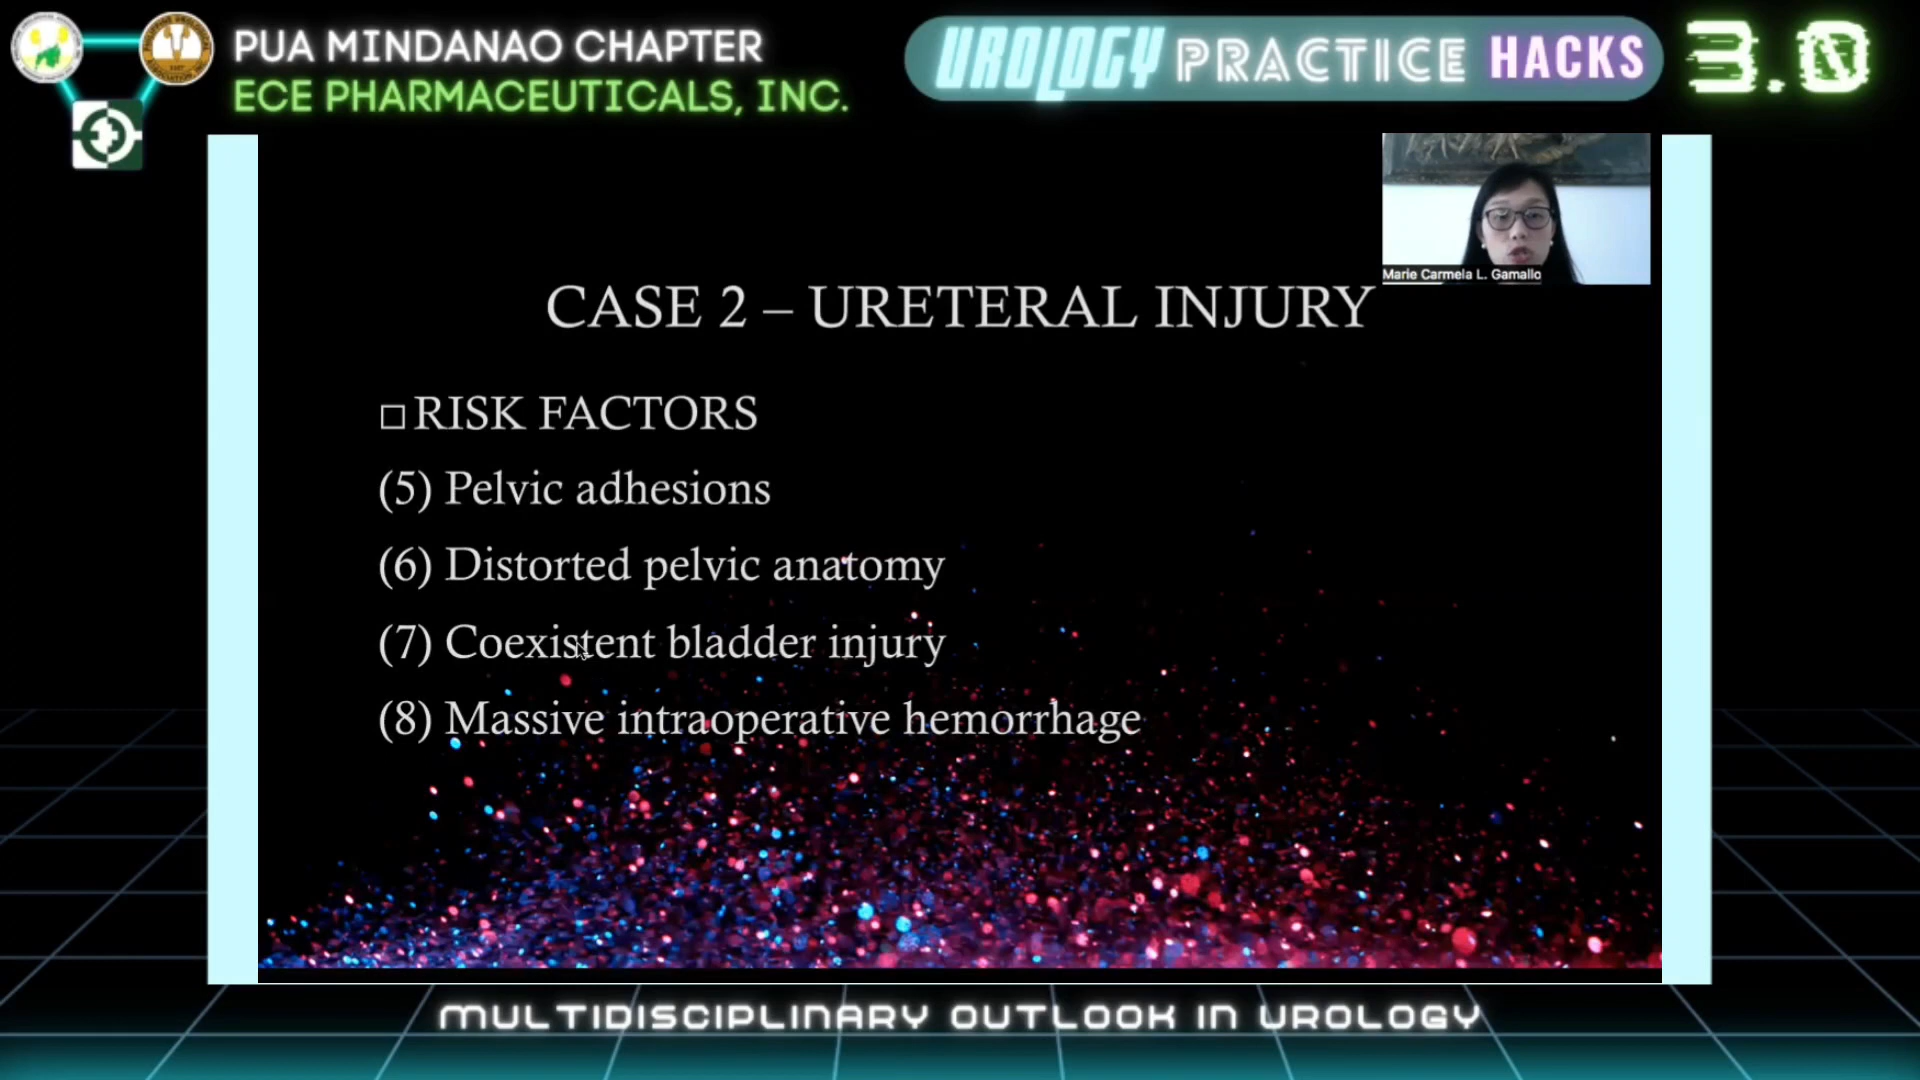 PUA MINDANAO CHAPTER
ECE PHARMACEUTICALS, INC.
UROLOGY PRACTICE HACKS 3.0
Marie Carmela L. Gamallo
CASE 2 – URETERAL INJURY
RISK FACTORS
(5) Pelvic adhesions
(6) Distorted pelvic anatomy
(7) Coexistent bladder injury
(8) Massive intraoperative hemorrhage
MULTIDISCIPLINARY OUTLOOK IN UROLOGY